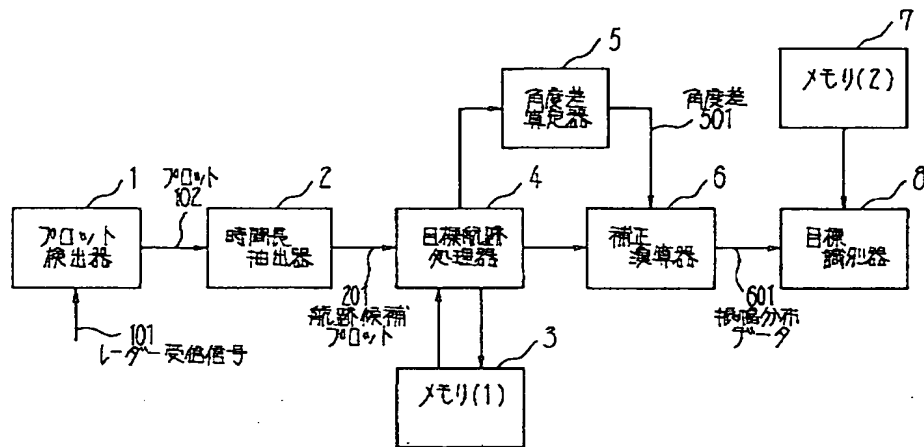 5
7
角度差
算定器
角度差
501
メモリ(2)
1
プロット
102
2
4
6
8
プロット
検出器
時間長
抽出器
目標航跡
処理器
補正
演算器
目標
識別器
101
レーダー受信信号
201
航跡候補
プロット
601
振幅分布
データ
3
メモリ(1)